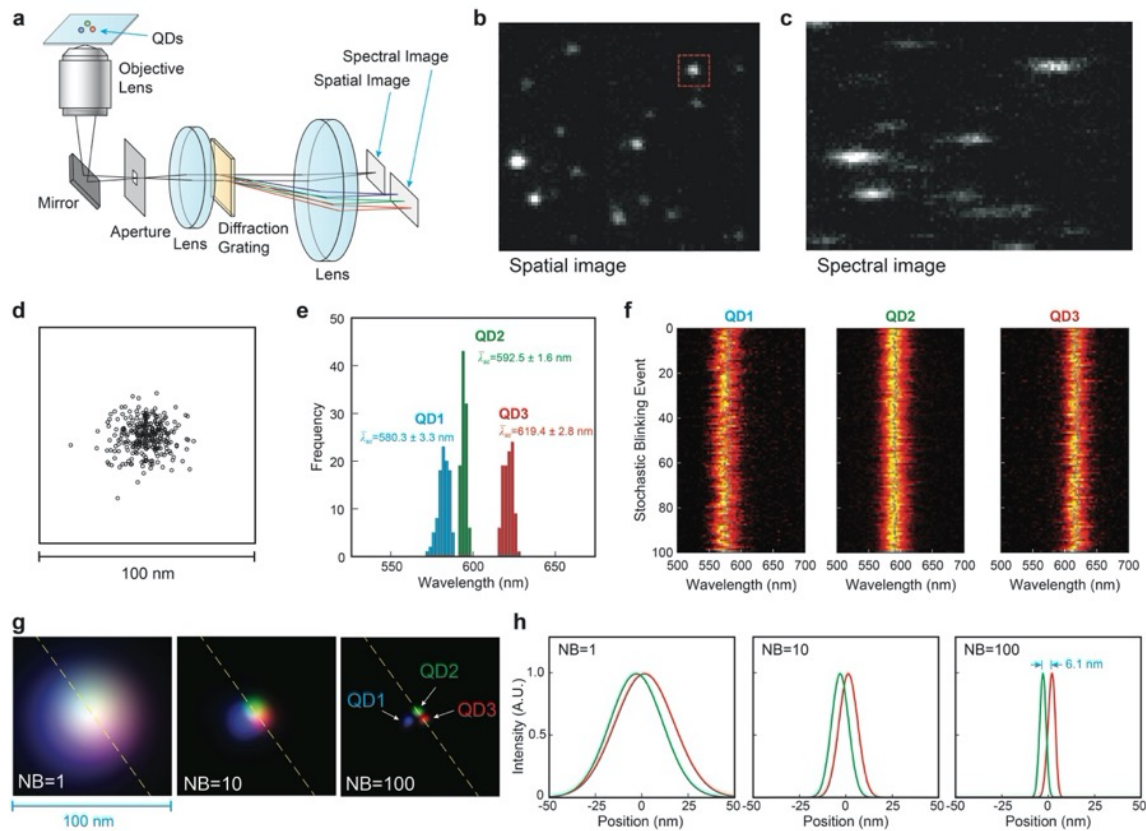 a
QDs
Objective
Lens
Spectral Image
Spatial Image
Mirror
Aperture
Lens
Diffraction
Grating
Lens
b
Spatial image
c
Spectral image
d
100 nm
e
50
40
30
20
10
0
Frequency
QD2
λ̅sc=592.5 ± 1.6 nm
QD1
λ̅sc=580.3 ± 3.3 nm
QD3
λ̅sc=619.4 ± 2.8 nm
550
600
650
Wavelength (nm)
f
QD1
QD2
QD3
Stochastic Blinking Event
0
20
40
60
80
100
500 550 600 650 700
500 550 600 650 700
500 550 600 650 700
Wavelength (nm)
Wavelength (nm)
Wavelength (nm)
g
NB=1
NB=10
QD2
QD1
QD3
NB=100
100 nm
h
NB=1
NB=10
NB=100
6.1 nm
Intensity (A.U.)
1.0
0.5
0
-50 -25 0 25 50
-50 -25 0 25 50
-50 -25 0 25 50
Position (nm)
Position (nm)
Position (nm)